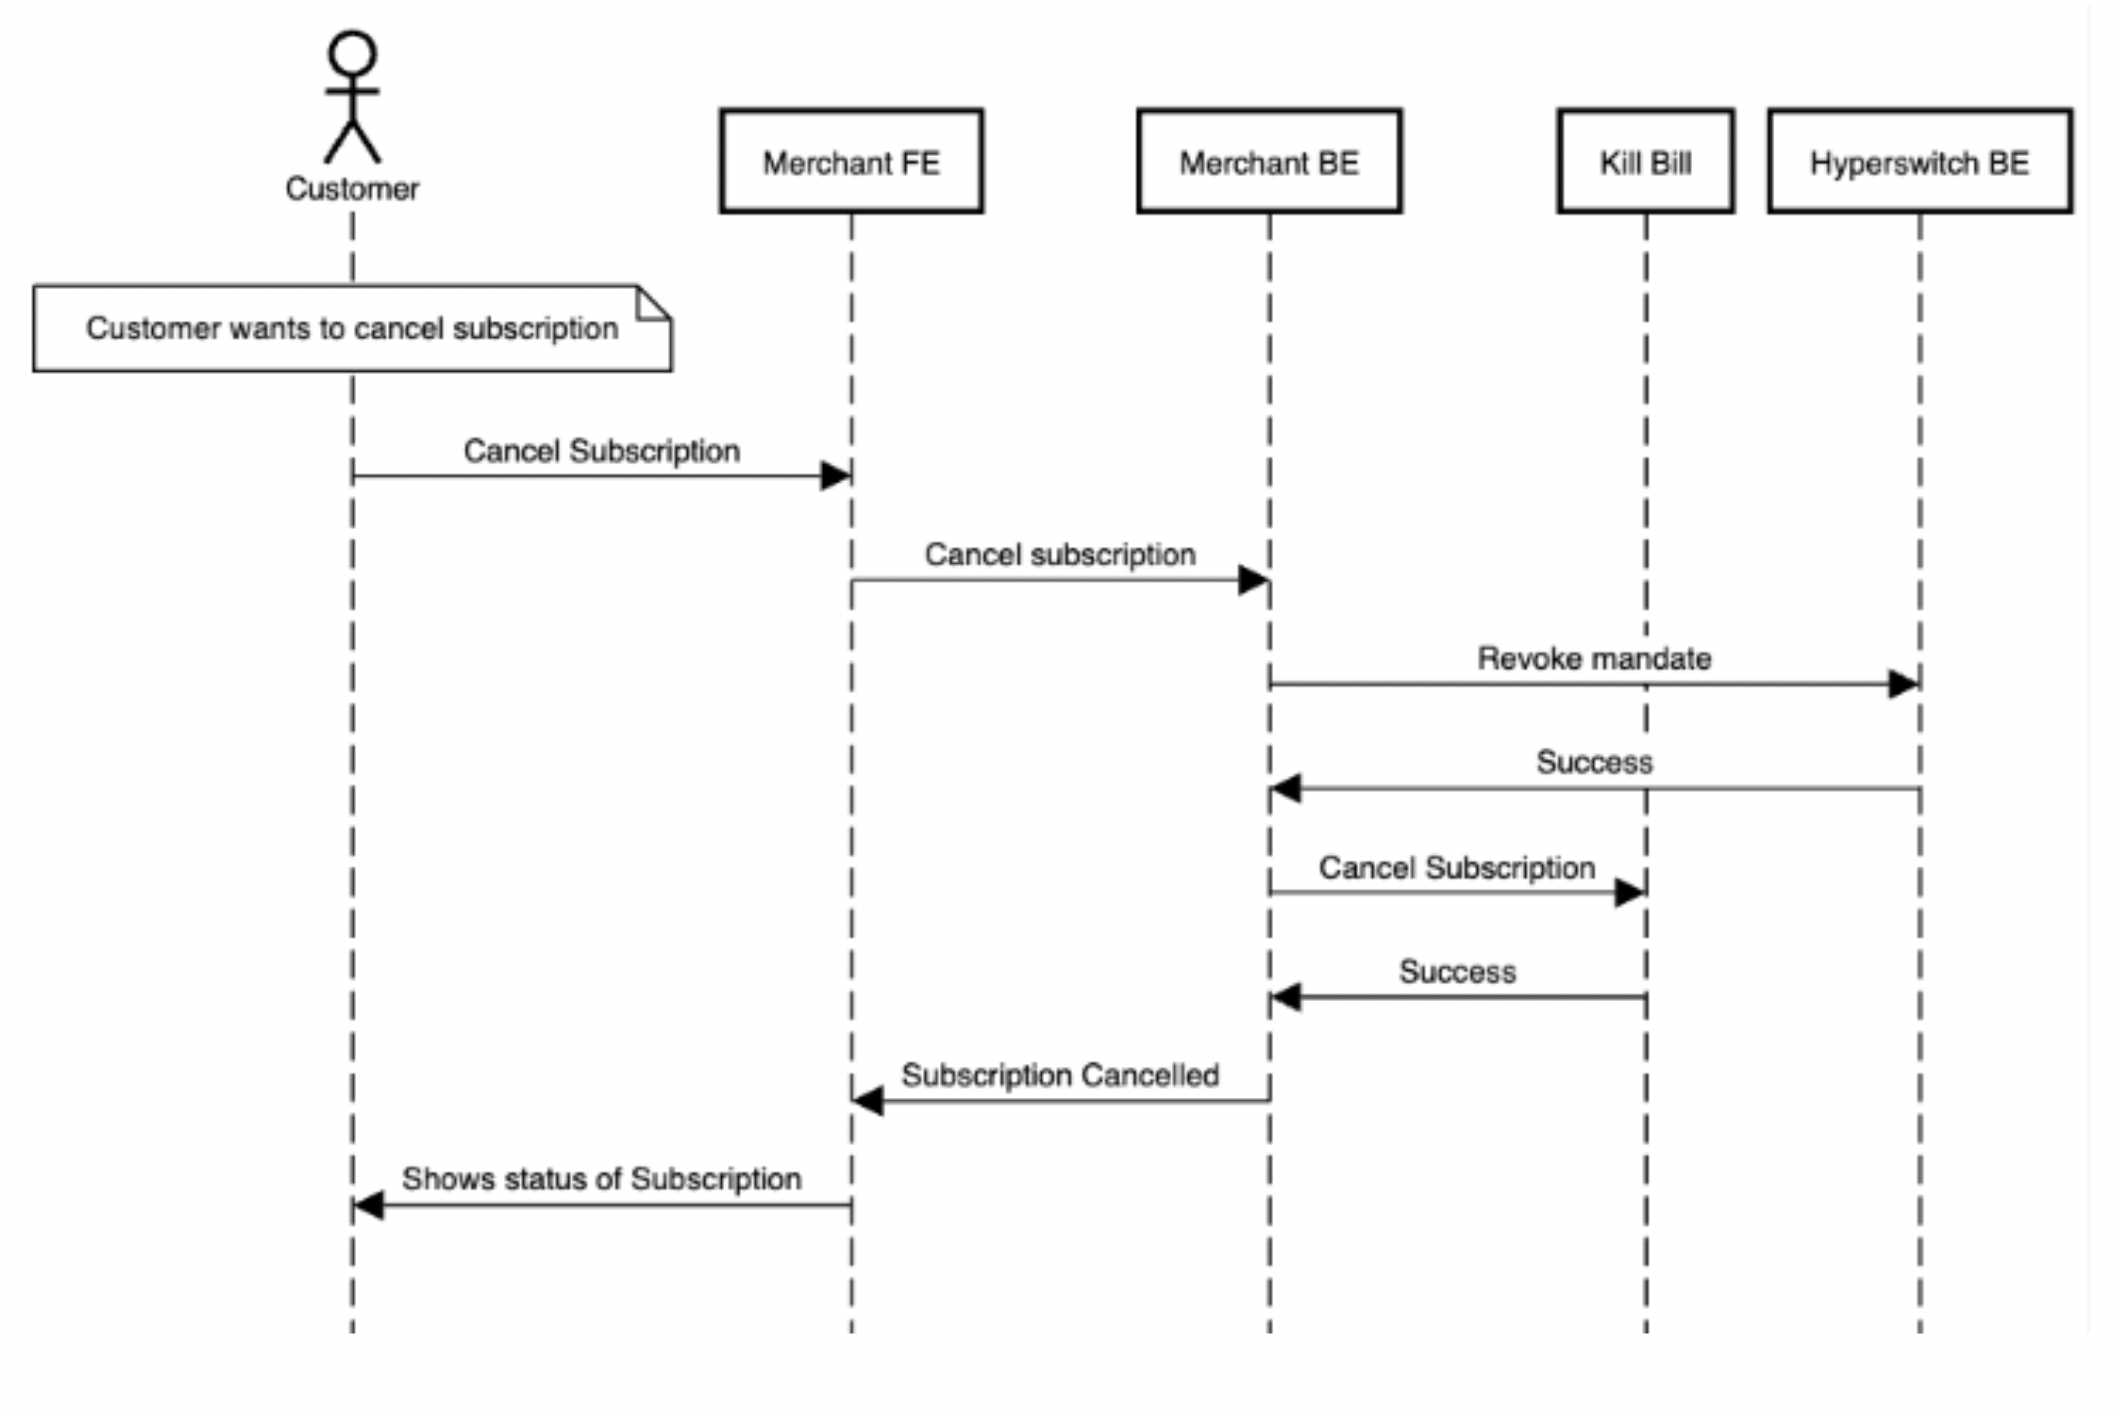 Customer
Merchant FE
Merchant BE
Kill Bill
Hyperswitch BE
Customer wants to cancel subscription
Cancel Subscription
Cancel subscription
Revoke mandate
Success
Cancel Subscription
Success
Subscription Cancelled
Shows status of Subscription